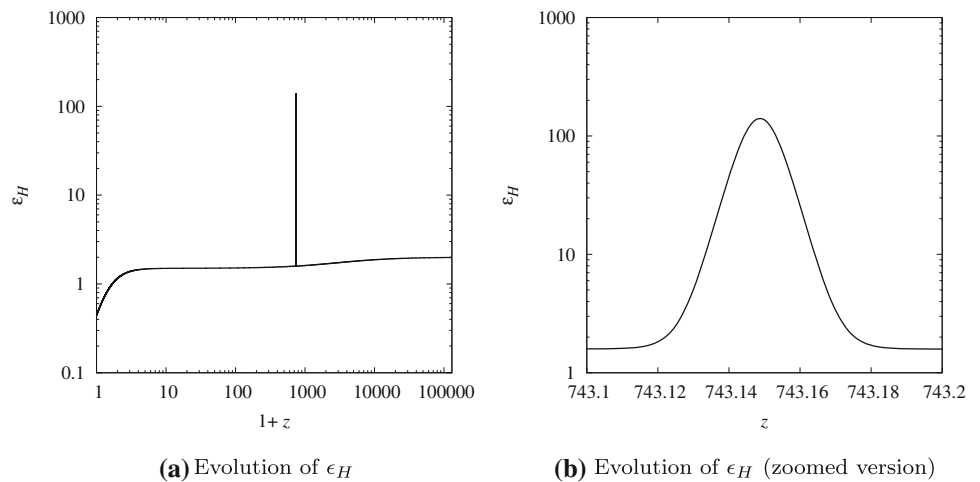 1000
100
10
1
0.1
ε_H
1 10 100 1000 10000 100000
1+ z
(a) Evolution of ϵ_H
1000
100
10
1
ε_H
743.1 743.12 743.14 743.16 743.18 743.2
z
(b) Evolution of ϵ_H (zoomed version)